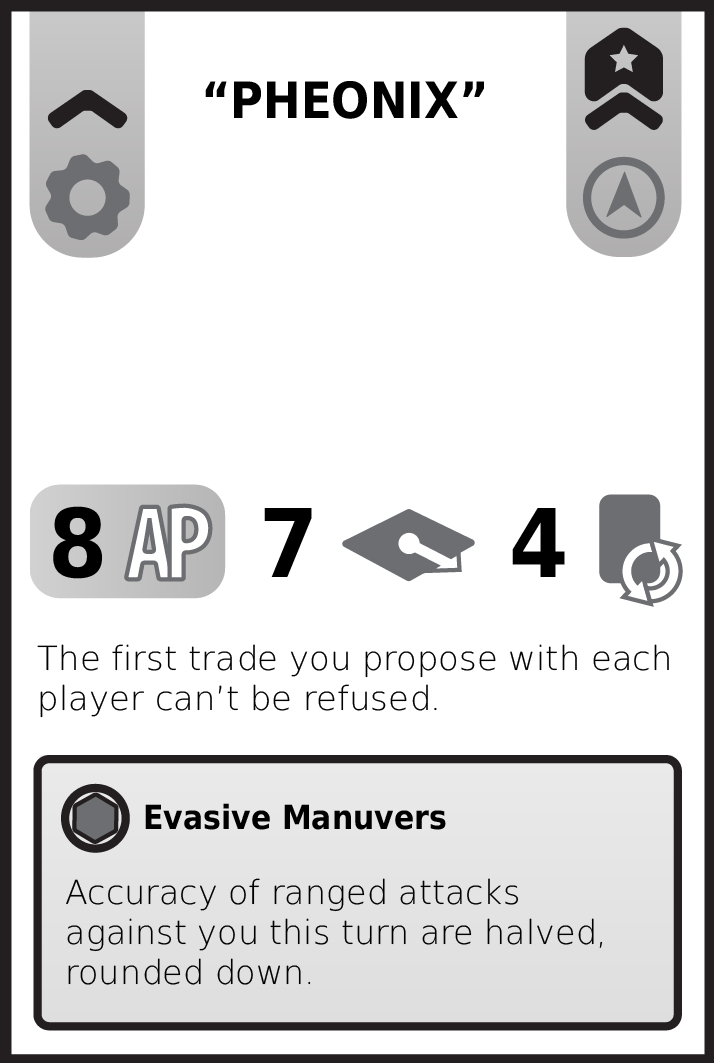 “PHEONIX”
8 AP 7 4
The first trade you propose with each
player can’t be refused.
Evasive Manuvers
Accuracy of ranged attacks
against you this turn are halved,
rounded down.